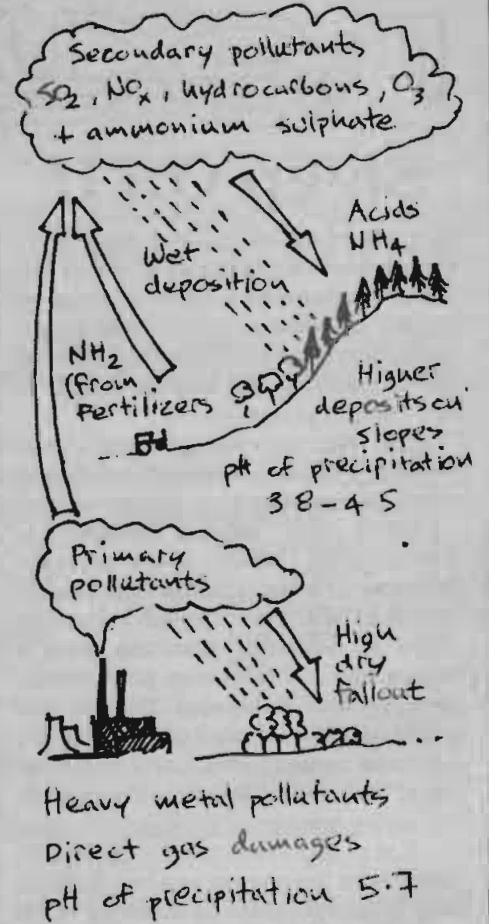 Secondary pollutants
SO2, NOx, hydrocarbons, O3
+ ammonium sulphate
Acids
NH4
Wet
deposition
NH2
(from
Fertilizers
Higher
deposits on
slopes
pH of precipitation
3 8 - 4 5
Primary
pollutants
High
dry
fallout
Heavy metal pollutants
Direct gas damages
pH of precipitation 5.7